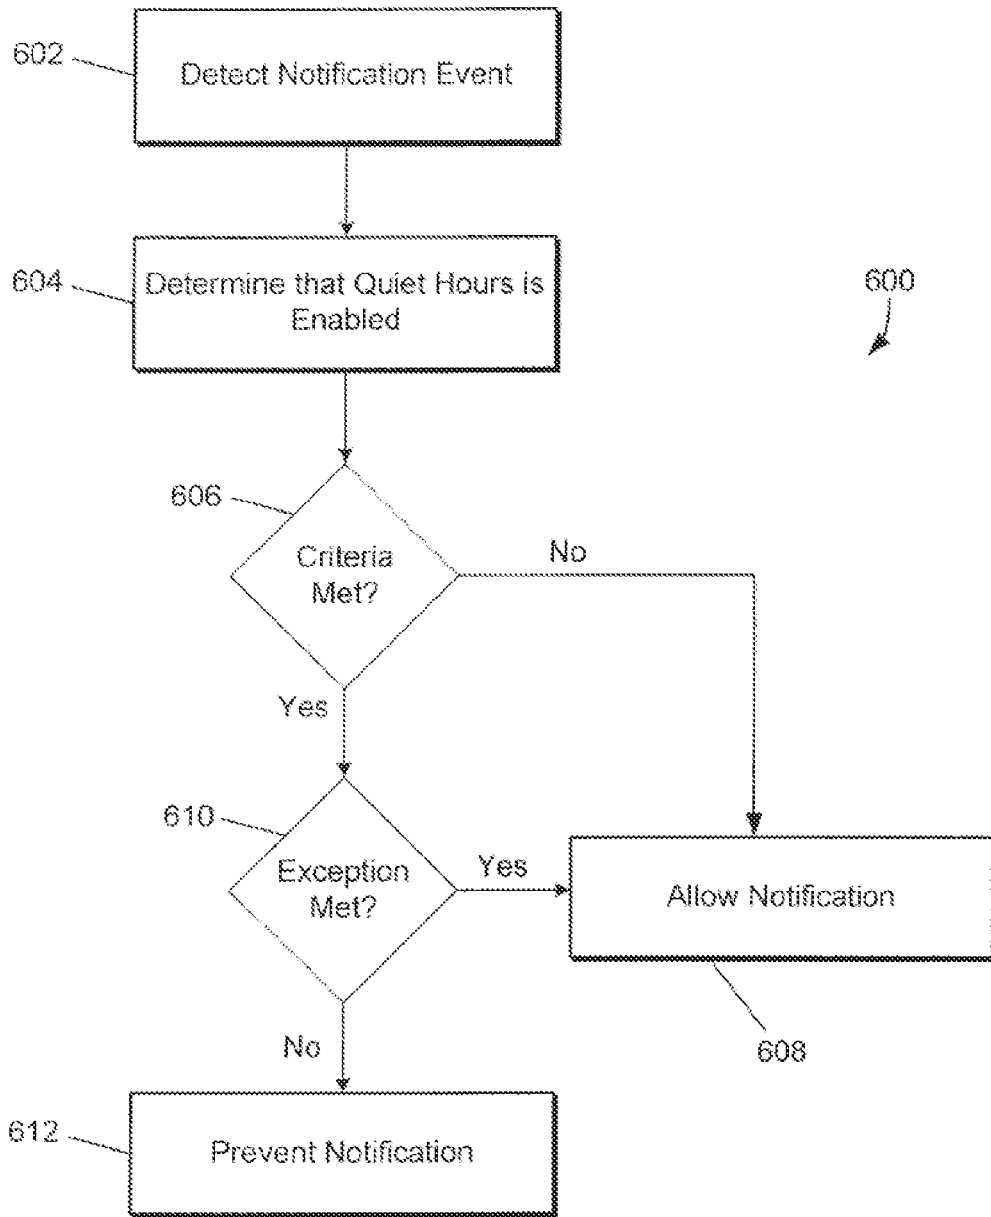 602
Detect Notification Event
604
Determine that Quiet Hours is
Enabled
600
606
Criteria
Met?
No
Yes
610
Exception
Met?
Yes
Allow Notification
608
No
612
Prevent Notification